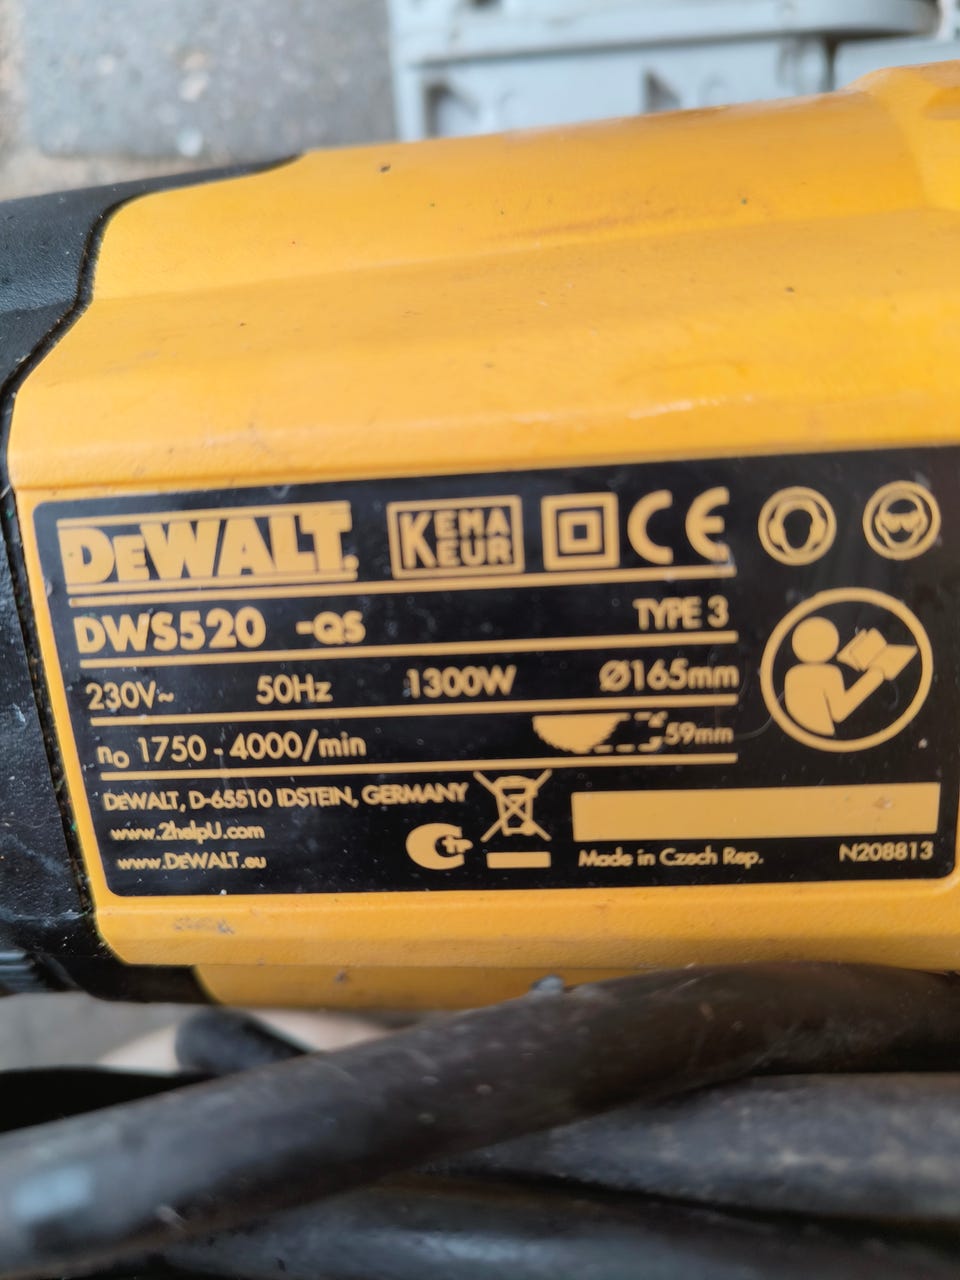 DEWALT.
KEMA KEUR
CE
DWS520 -QS TYPE 3
230V~ 50Hz 1300W Ø165mm
n₀ 1750 - 4000/min 59mm
DEWALT, D-65510 IDSTEIN, GERMANY
www.2helpU.com
www.DEWALT.eu
Made in Czech Rep. N208813